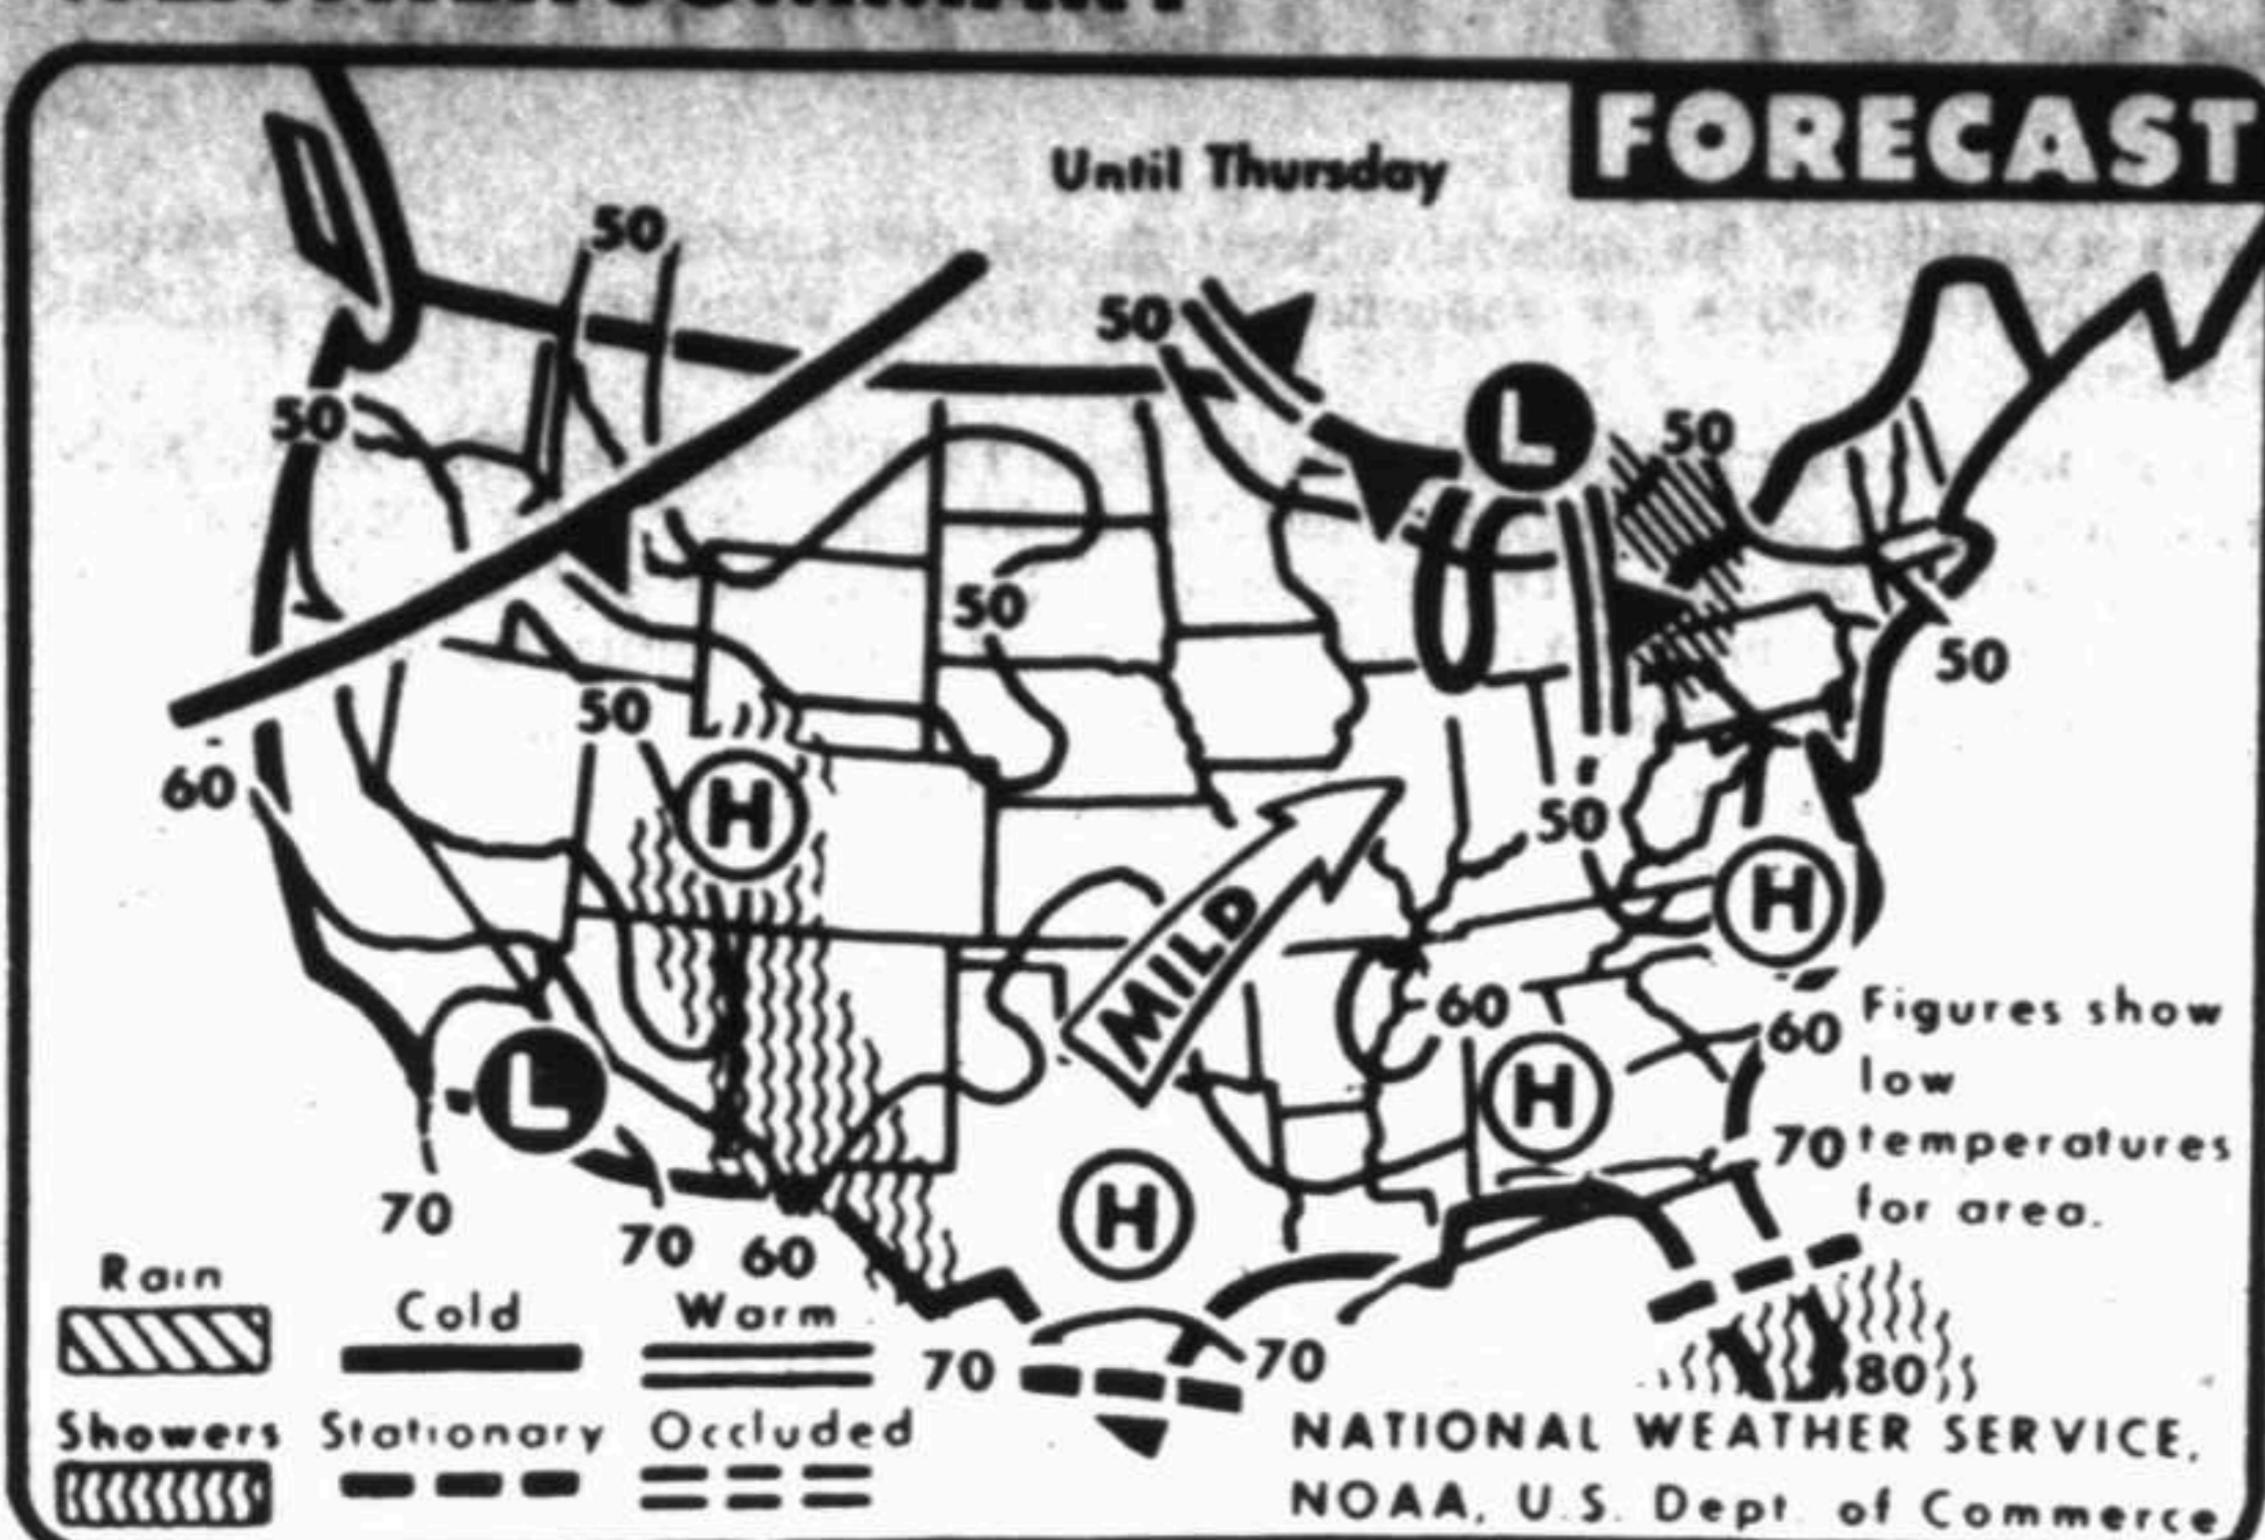 FORECAST
Until Thursday
50
50
50
50
L
50
50
50
60
50
H
50
H
MILD
60
60
Figures show
low
temperatures
for area.
L
H
70
H
70
70
60
70
70
80
Rain
Cold
Warm
Showers
Stationary
Occluded
NATIONAL WEATHER SERVICE,
NOAA, U.S. Dept. of Commerce